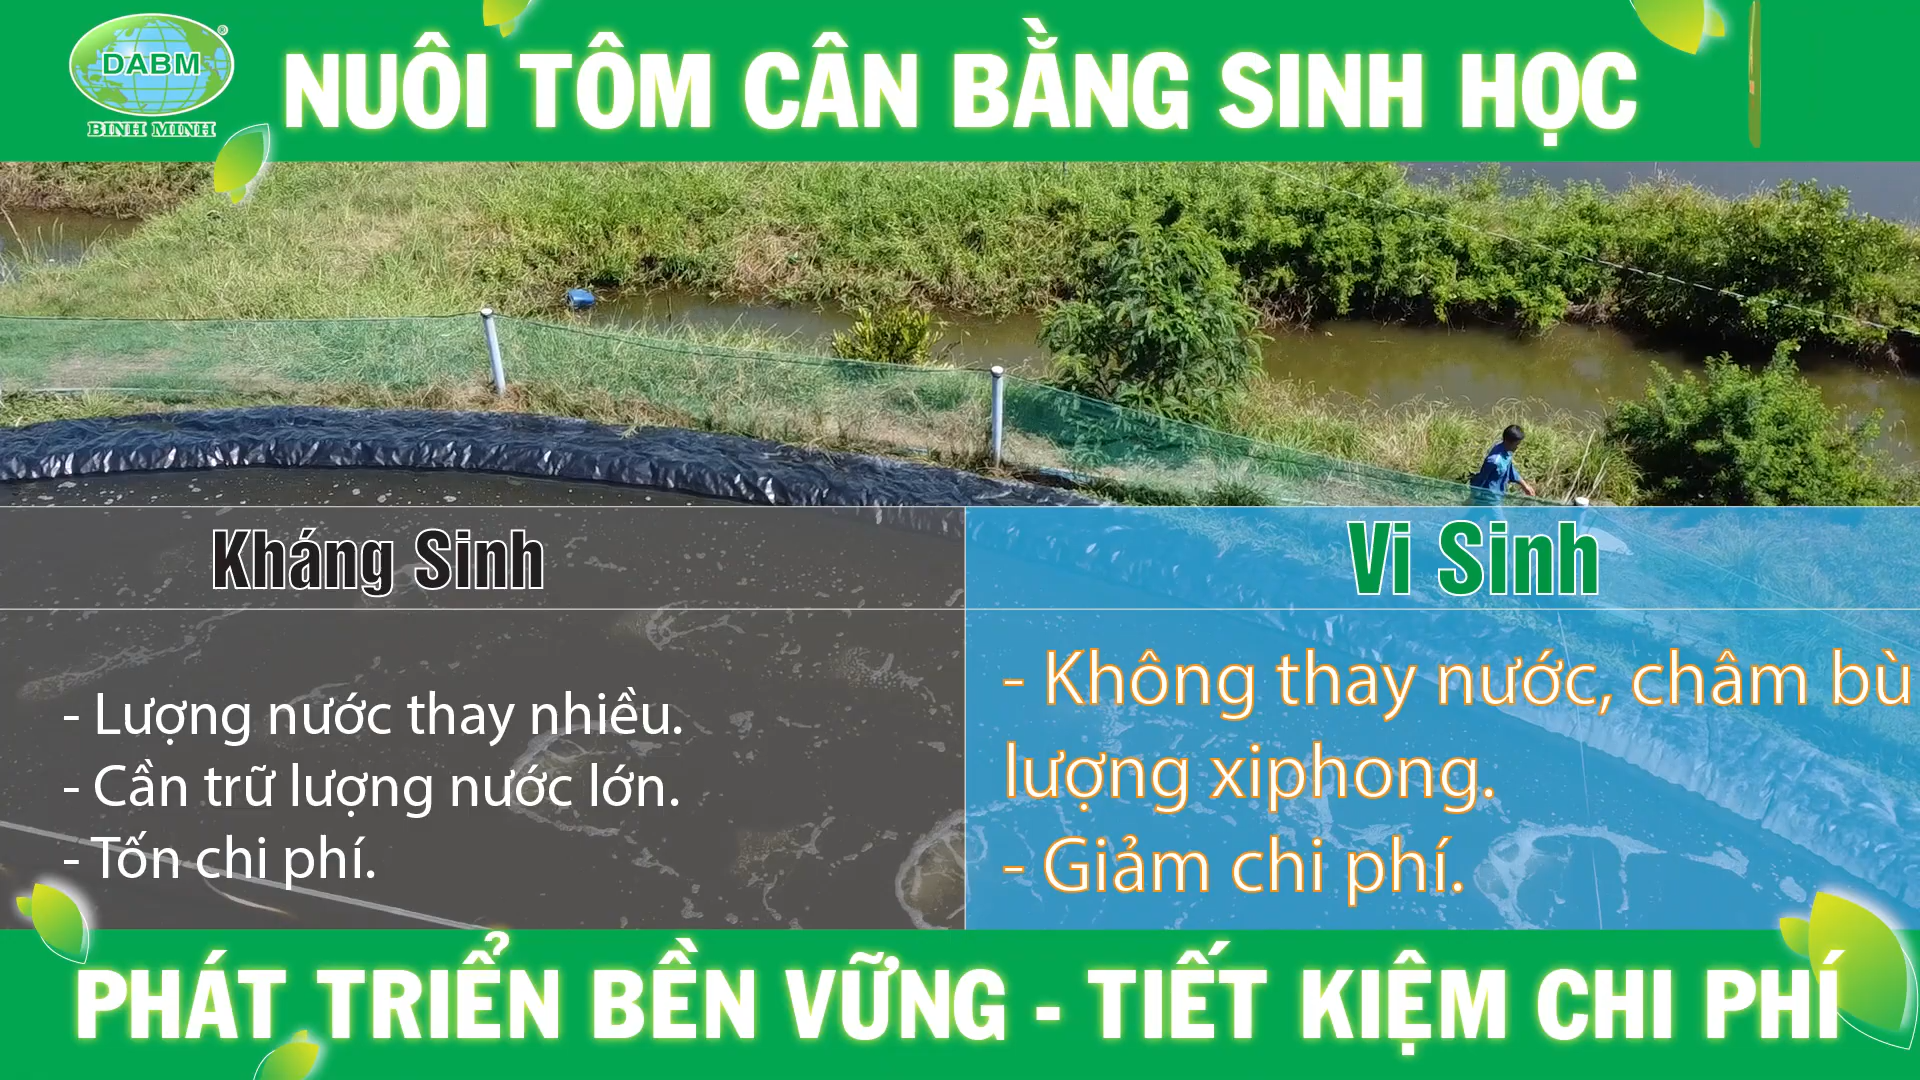 DABM
®
BINH MINH
NUÔI TÔM CÂN BẰNG SINH HỌC
Kháng Sinh
- Lượng nước thay nhiều.
- Cần trữ lượng nước lớn.
- Tốn chi phí.
Vi Sinh
- Không thay nước, châm bù
lượng xiphong.
- Giảm chi phí.
PHÁT TRIỂN BỀN VỮNG - TIẾT KIỆM CHI PHÍ